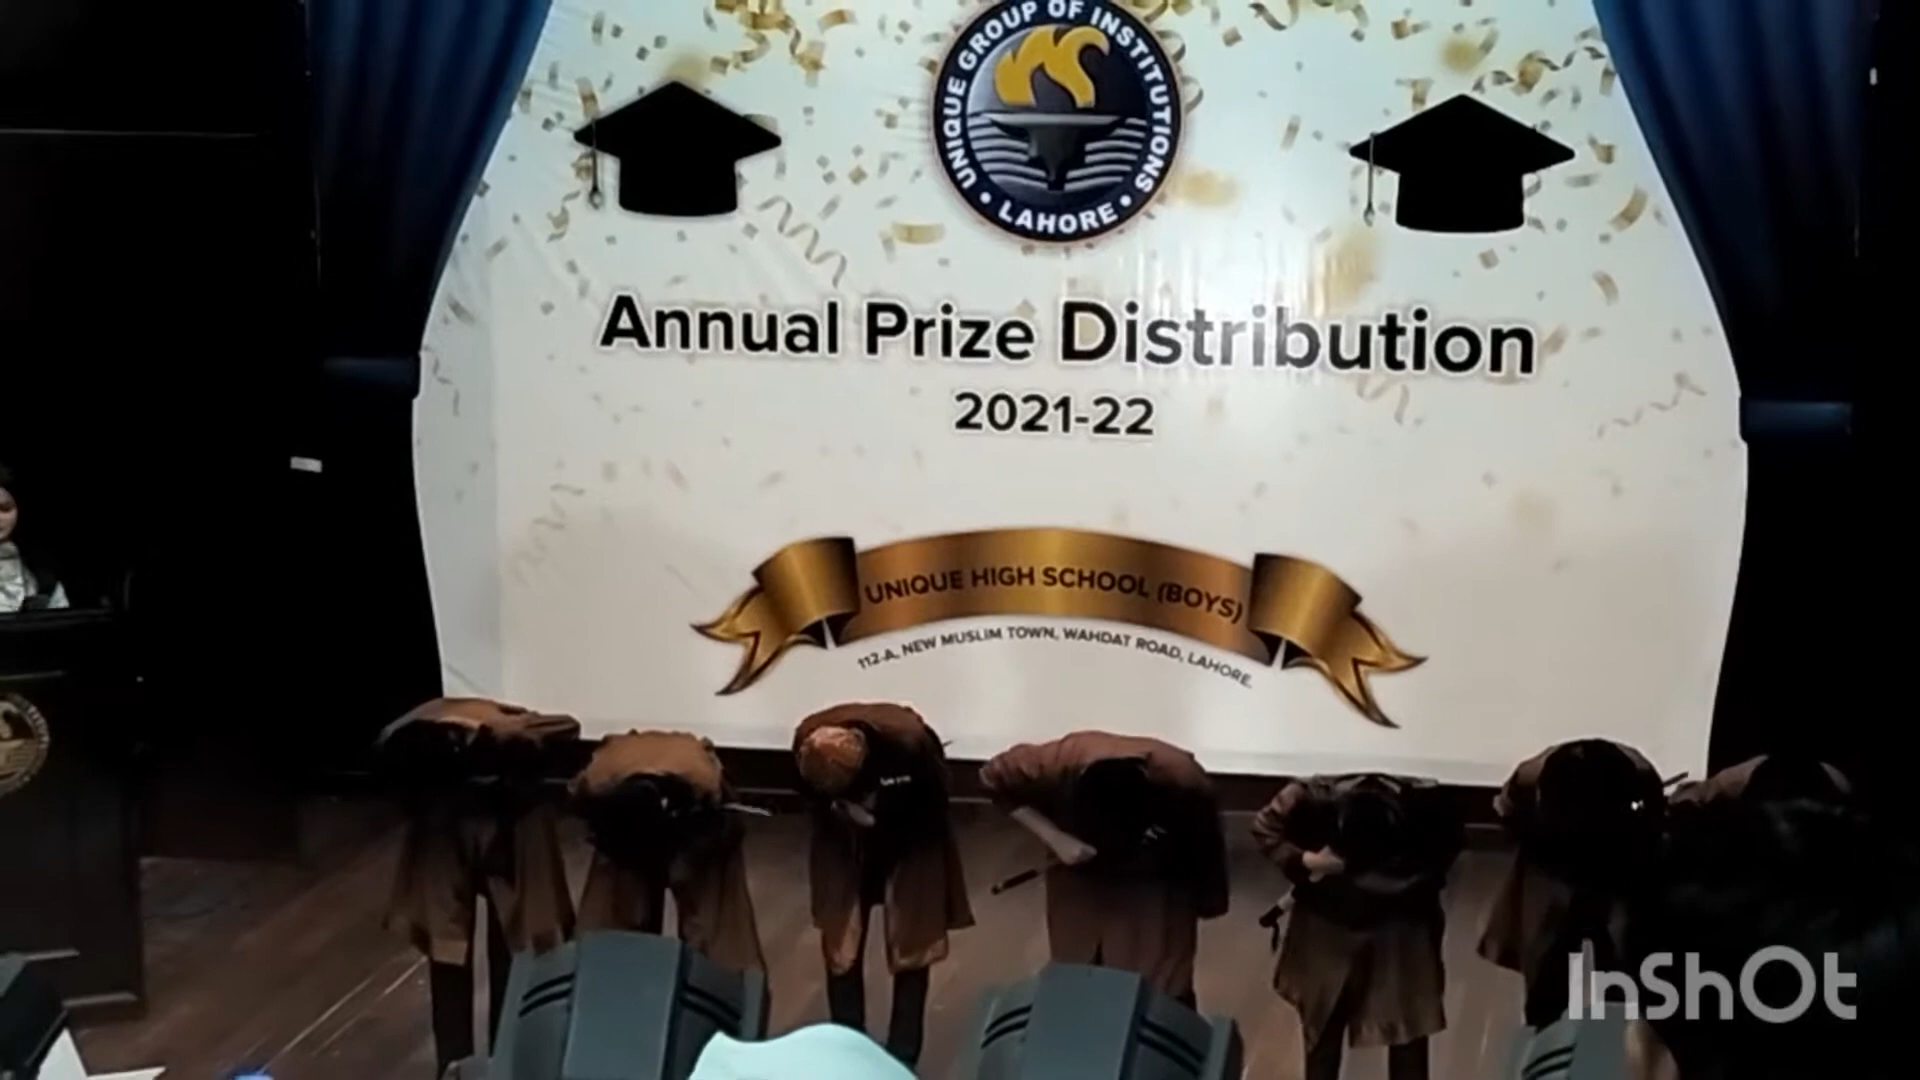 UNIQUE GROUP OF INSTITUTIONS
• LAHORE •
Annual Prize Distribution
2021-22
UNIQUE HIGH SCHOOL (BOYS)
112-A, NEW MUSLIM TOWN, WAHDAT ROAD, LAHORE.
InShOt